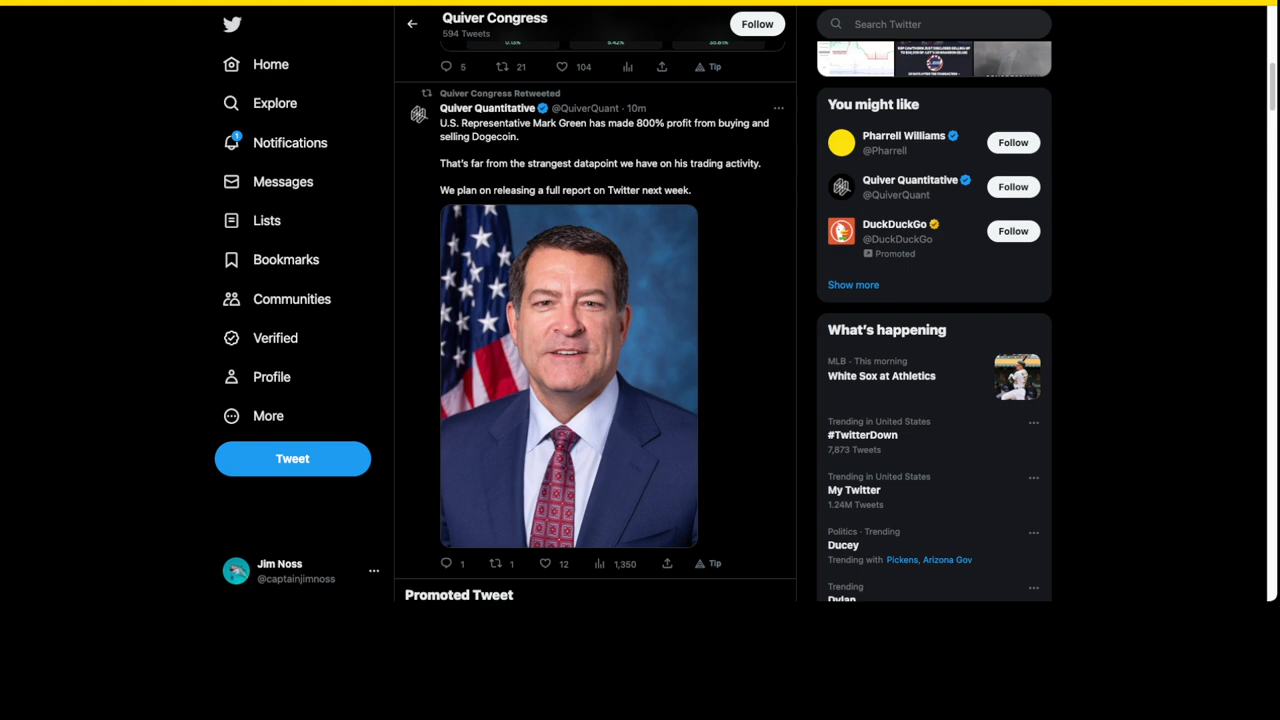 Home
Explore
1
Notifications
Messages
Lists
Bookmarks
Communities
Verified
Profile
More
Tweet
Jim Noss
@captainjimnoss
Quiver Congress
594 Tweets
Follow
5
21
104
Tip
Quiver Congress Retweeted
Quiver Quantitative @QuiverQuant · 10m
U.S. Representative Mark Green has made 800% profit from buying and
selling Dogecoin.
That's far from the strangest datapoint we have on his trading activity.
We plan on releasing a full report on Twitter next week.
1
1
12
1,350
Tip
Promoted Tweet
Search Twitter
You might like
Pharrell Williams
@Pharrell
Follow
Quiver Quantitative
@QuiverQuant
Follow
DuckDuckGo
@DuckDuckGo
Follow
Promoted
Show more
What's happening
MLB · This morning
White Sox at Athletics
Trending in United States
#TwitterDown
7,873 Tweets
Trending in United States
My Twitter
1.24M Tweets
Politics · Trending
Ducey
Trending with Pickens, Arizona Gov
Trending
Dylan